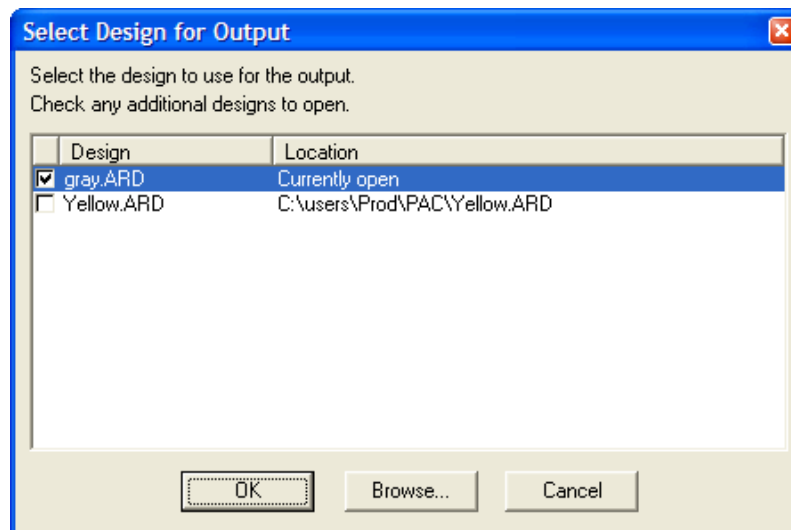 Select Design for Output
Select the design to use for the output.
Check any additional designs to open.
Design Location
gray.ARD Currently open
Yellow.ARD C:\users\Prod\PAC\Yellow.ARD
OK Browse... Cancel